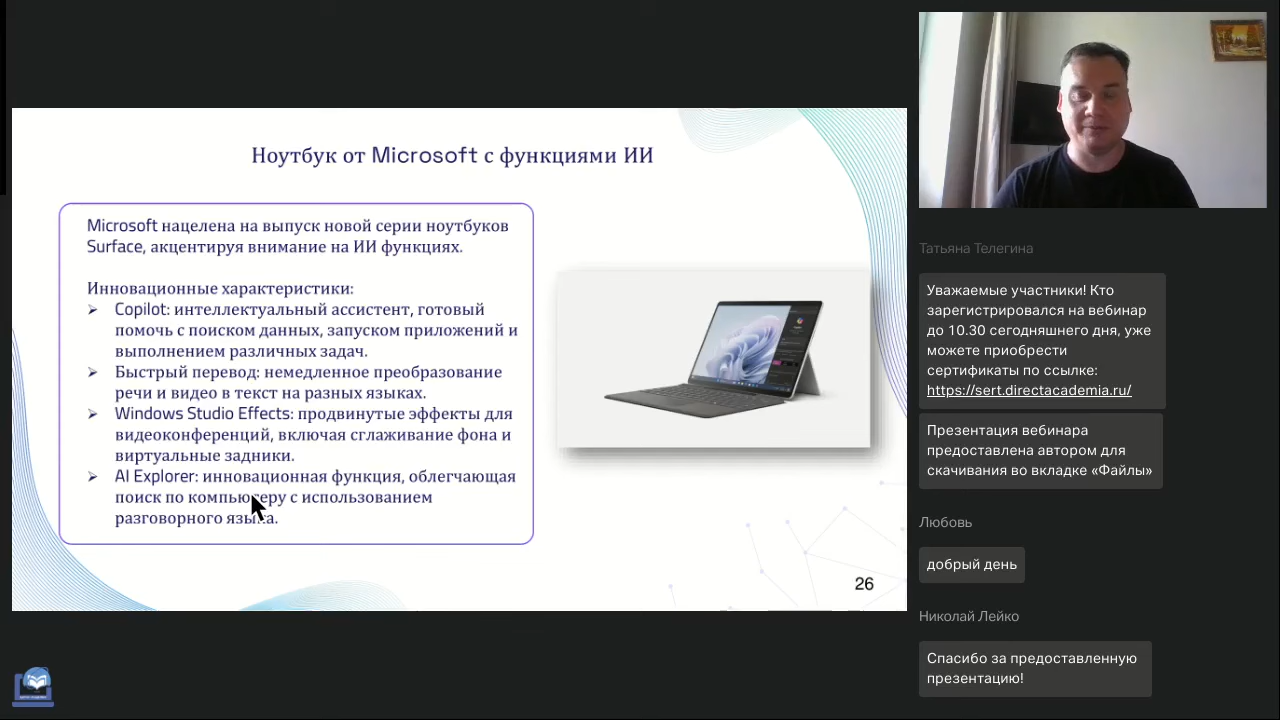 Ноутбук от Microsoft с функциями ИИ
Microsoft нацелена на выпуск новой серии ноутбуков
Surface, акцентируя внимание на ИИ функциях.
Инновационные характеристики:
Copilot: интеллектуальный ассистент, готовый
помочь с поиском данных, запуском приложений и
выполнением различных задач.
Быстрый перевод: немедленное преобразование
речи и видео в текст на разных языках.
Windows Studio Effects: продвинутые эффекты для
видеоконференций, включая сглаживание фона и
виртуальные задники.
AI Explorer: инновационная функция, облегчающая
поиск по компьютеру с использованием
разговорного языка.
26
Татьяна Телегина
Уважаемые участники! Кто
зарегистрировался на вебинар
до 10.30 сегодняшнего дня, уже
можете приобрести
сертификаты по ссылке:
https://sert.directacademia.ru/
Презентация вебинара
предоставлена автором для
скачивания во вкладке «Файлы»
Любовь
добрый день
Николай Лейко
Спасибо за предоставленную
презентацию!